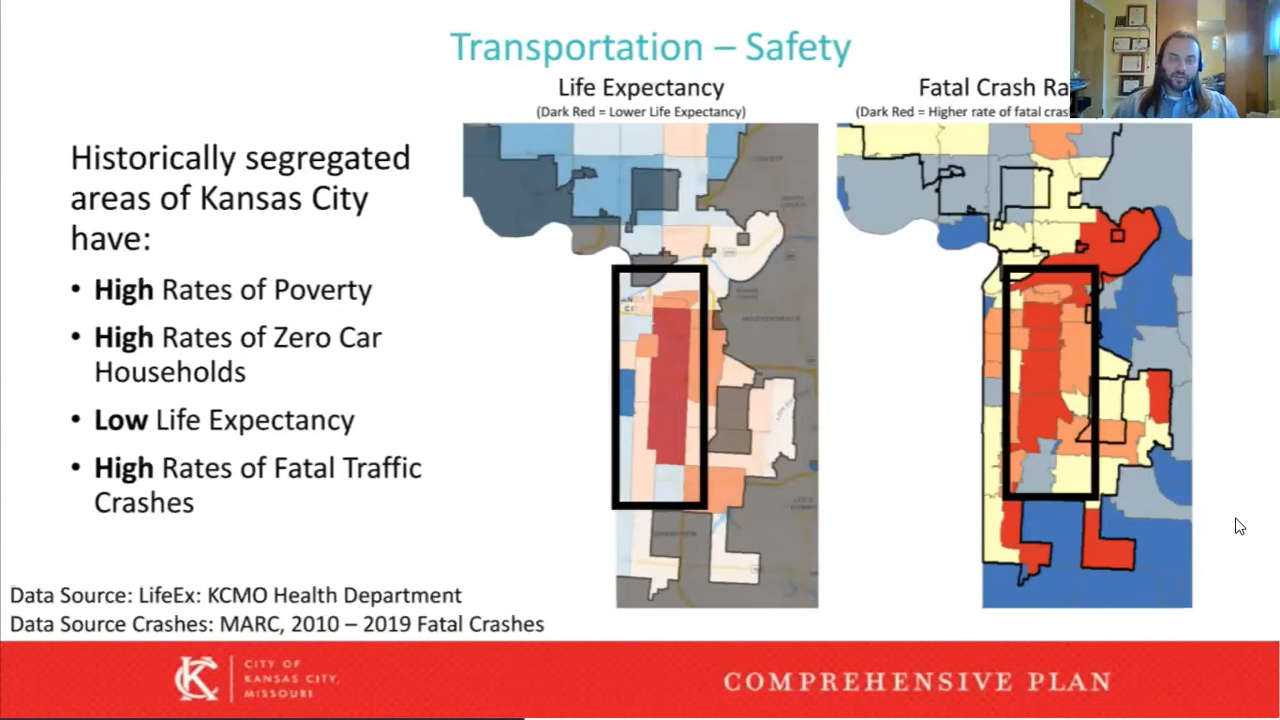 Transportation – Safety
Life Expectancy
(Dark Red = Lower Life Expectancy)
Fatal Crash Ra
(Dark Red = Higher rate of fatal cras
Historically segregated
areas of Kansas City
have:
• High Rates of Poverty
• High Rates of Zero Car
Households
• Low Life Expectancy
• High Rates of Fatal Traffic
Crashes
Data Source: LifeEx: KCMO Health Department
Data Source Crashes: MARC, 2010 – 2019 Fatal Crashes
KC
CITY OF
KANSAS CITY,
MISSOURI
COMPREHENSIVE PLAN